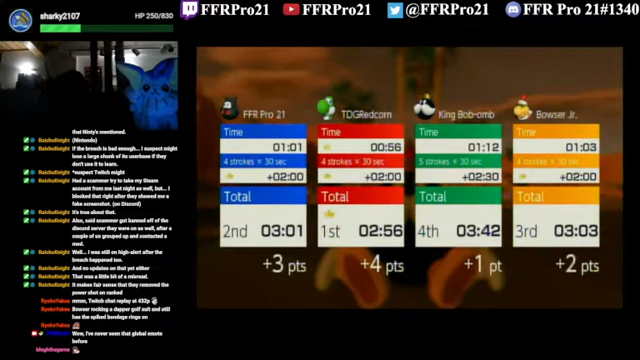 sharky2107
HP 250/830
FFRPro21
FFRPro21
@FFRPro21
FFR Pro 21#1340
that Ninty's mentioned.
(Nintendo)
RaichuKnight: If the breach is bad enough... I suspect might
lose a large chunk of its userbase if they
don't use it to learn.
RaichuKnight: *suspect Twitch might
RaichuKnight: Had a scammer try to take my Steam
account from me last night as well, but... I
blocked that right after they showed me a
fake screenshot. (on Discord)
RaichuKnight: It's true about that.
RaichuKnight: Also, said scammer got banned off of the
discord server they were on as well, after a
couple of us grouped up and contacted a
mod.
RaichuKnight: Well... I was still on high-alert after the
breach happened too.
RaichuKnight: And no updates on that yet either
RaichuKnight: That was a little bit of a misread.
RaichuKnight: It makes fair sense that they removed the
power shot on ranked
RyokoYaksa: mmm, Twitch chat replay at 432p
RyokoYaksa: Bowser rocking a dapper golf suit and still
has the spiked bondage rings on
RyokoYaksa:
Wow, I've never seen that global emote
before
bleghthegama:
FFR Pro 21
Time
01:01
4 strokes × 30 sec
+02:00
Total
2nd 03:01
+3 pts
TDGRedcorn
Time
00:56
4 strokes × 30 sec
+02:00
Total
1st 02:56
+4 pts
King Bob-omb
Time
01:12
5 strokes × 30 sec
+02:30
Total
4th 03:42
+1 pt
Bowser Jr.
Time
01:03
4 strokes × 30 sec
+02:00
Total
3rd 03:03
+2 pts